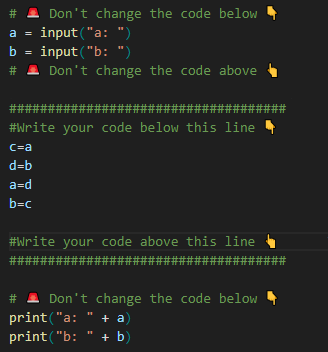 # 🚨 Don't change the code below 👇
a = input("a: ")
b = input("b: ")
# 🚨 Don't change the code above 👆
####################################
#Write your code below this line 👇
c=a
d=b
a=d
b=c
#Write your code above this line 👆
####################################
# 🚨 Don't change the code below 👇
print("a: " + a)
print("b: " + b)